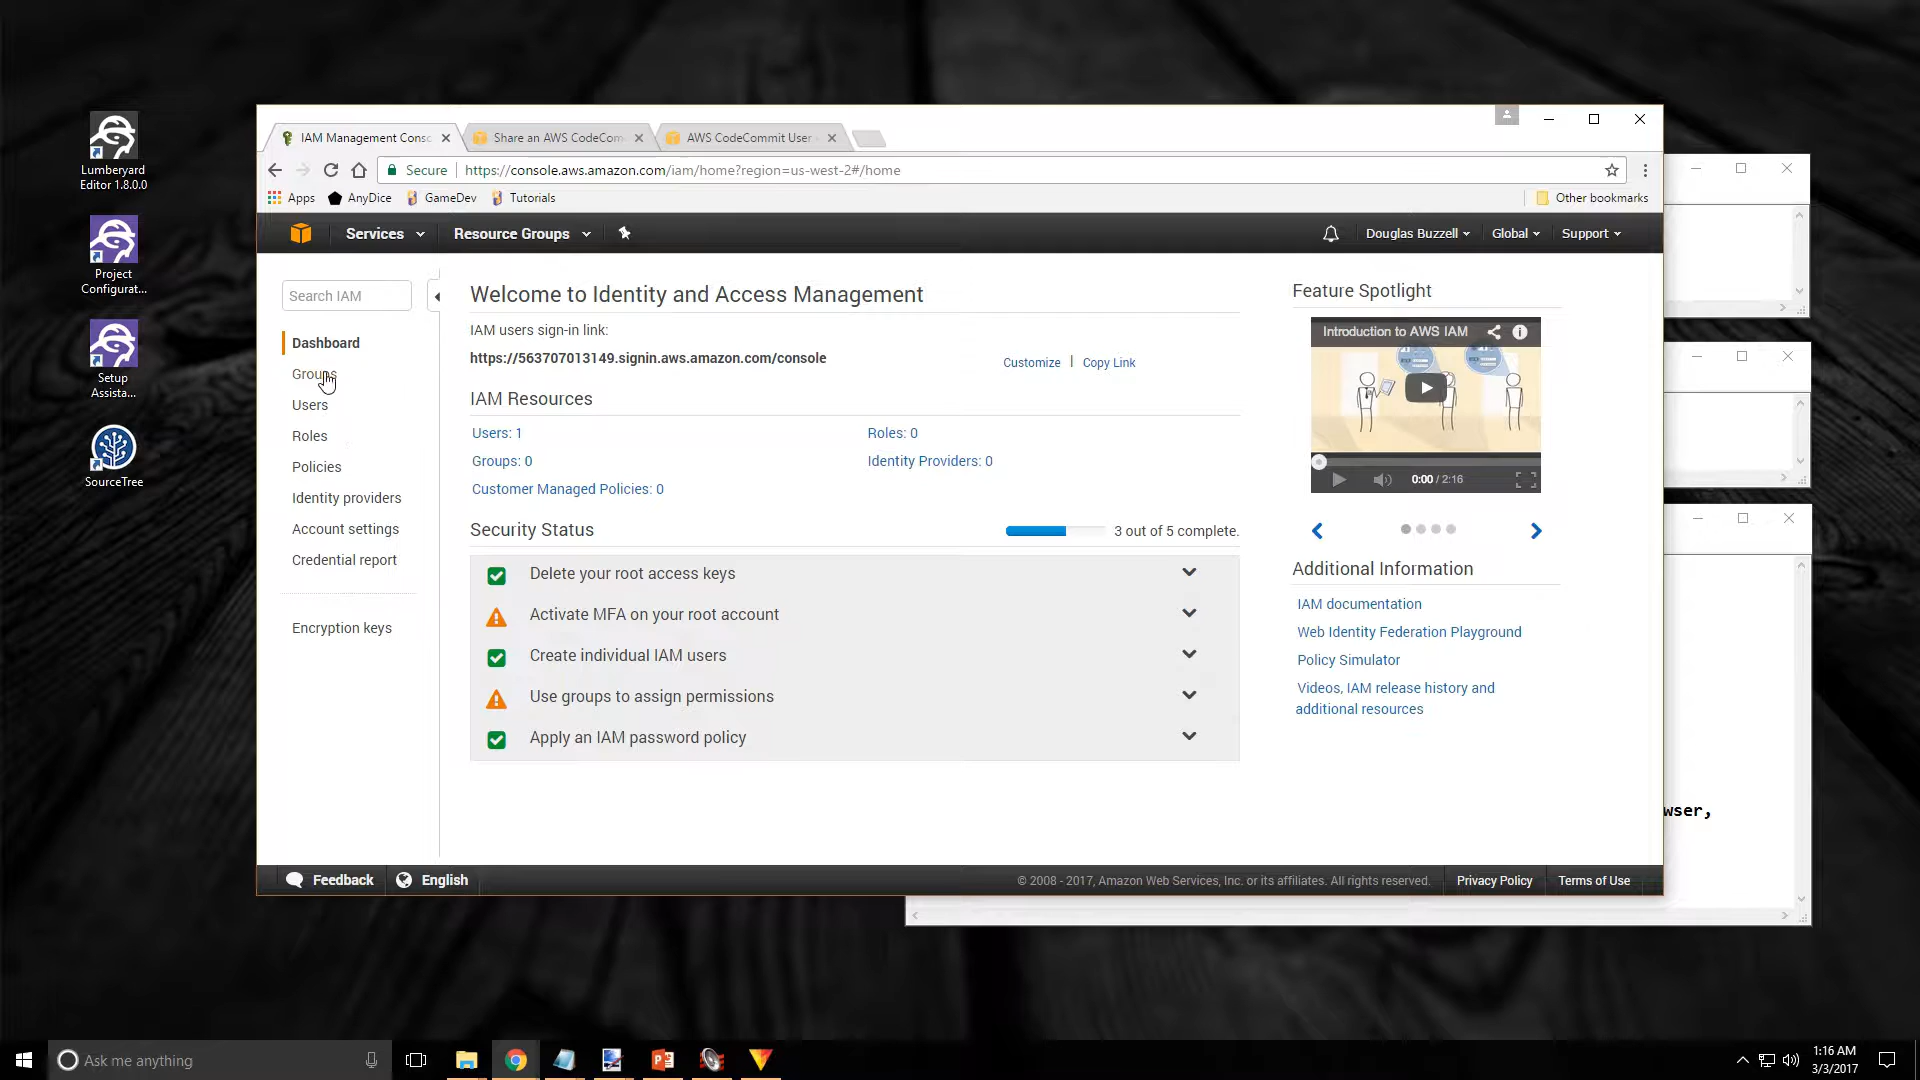 Lumberyard
Editor 1.8.0.0
Project
Configurat...
Setup
Assista...
SourceTree
IAM Management Consc
Share an AWS CodeCom
AWS CodeCommit User
Secure
https://console.aws.amazon.com/iam/home?region=us-west-2#/home
Apps
AnyDice
GameDev
Tutorials
Other bookmarks
Services
Resource Groups
Douglas Buzzell
Global
Support
Search IAM
Dashboard
Groups
Users
Roles
Policies
Identity providers
Account settings
Credential report
Encryption keys
Welcome to Identity and Access Management
IAM users sign-in link:
https://563707013149.signin.aws.amazon.com/console
Customize | Copy Link
IAM Resources
Users: 1
Roles: 0
Groups: 0
Identity Providers: 0
Customer Managed Policies: 0
Security Status
3 out of 5 complete.
Delete your root access keys
Activate MFA on your root account
Create individual IAM users
Use groups to assign permissions
Apply an IAM password policy
Feature Spotlight
Introduction to AWS IAM
0:00 / 2:16
Additional Information
IAM documentation
Web Identity Federation Playground
Policy Simulator
Videos, IAM release history and
additional resources
wser,
Feedback
English
© 2008 - 2017, Amazon Web Services, Inc. or its affiliates. All rights reserved.
Privacy Policy
Terms of Use
Ask me anything
1:16 AM
3/3/2017